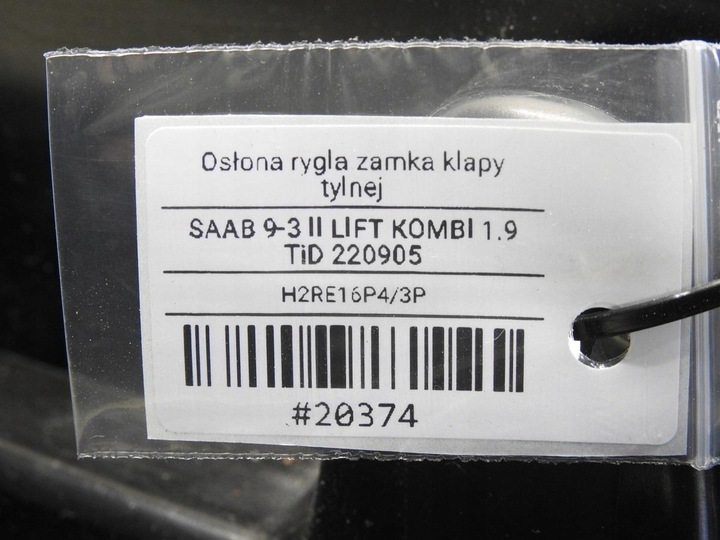 Osłona rygla zamka klapy
tylnej
SAAB 9-3 II LIFT KOMBI 1.9
TiD 220905
H2RE16P4/3P
#20374